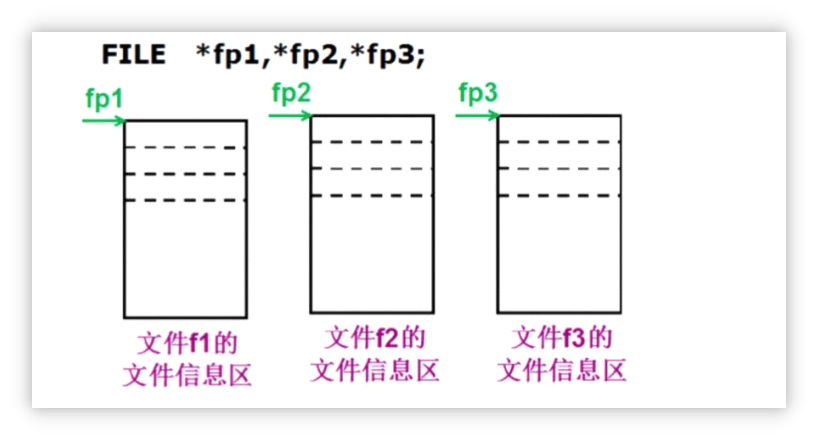 FILE *fp1,*fp2,*fp3;
fp1
fp2
fp3
文件f1的
文件信息区
文件f2的
文件信息区
文件f3的
文件信息区